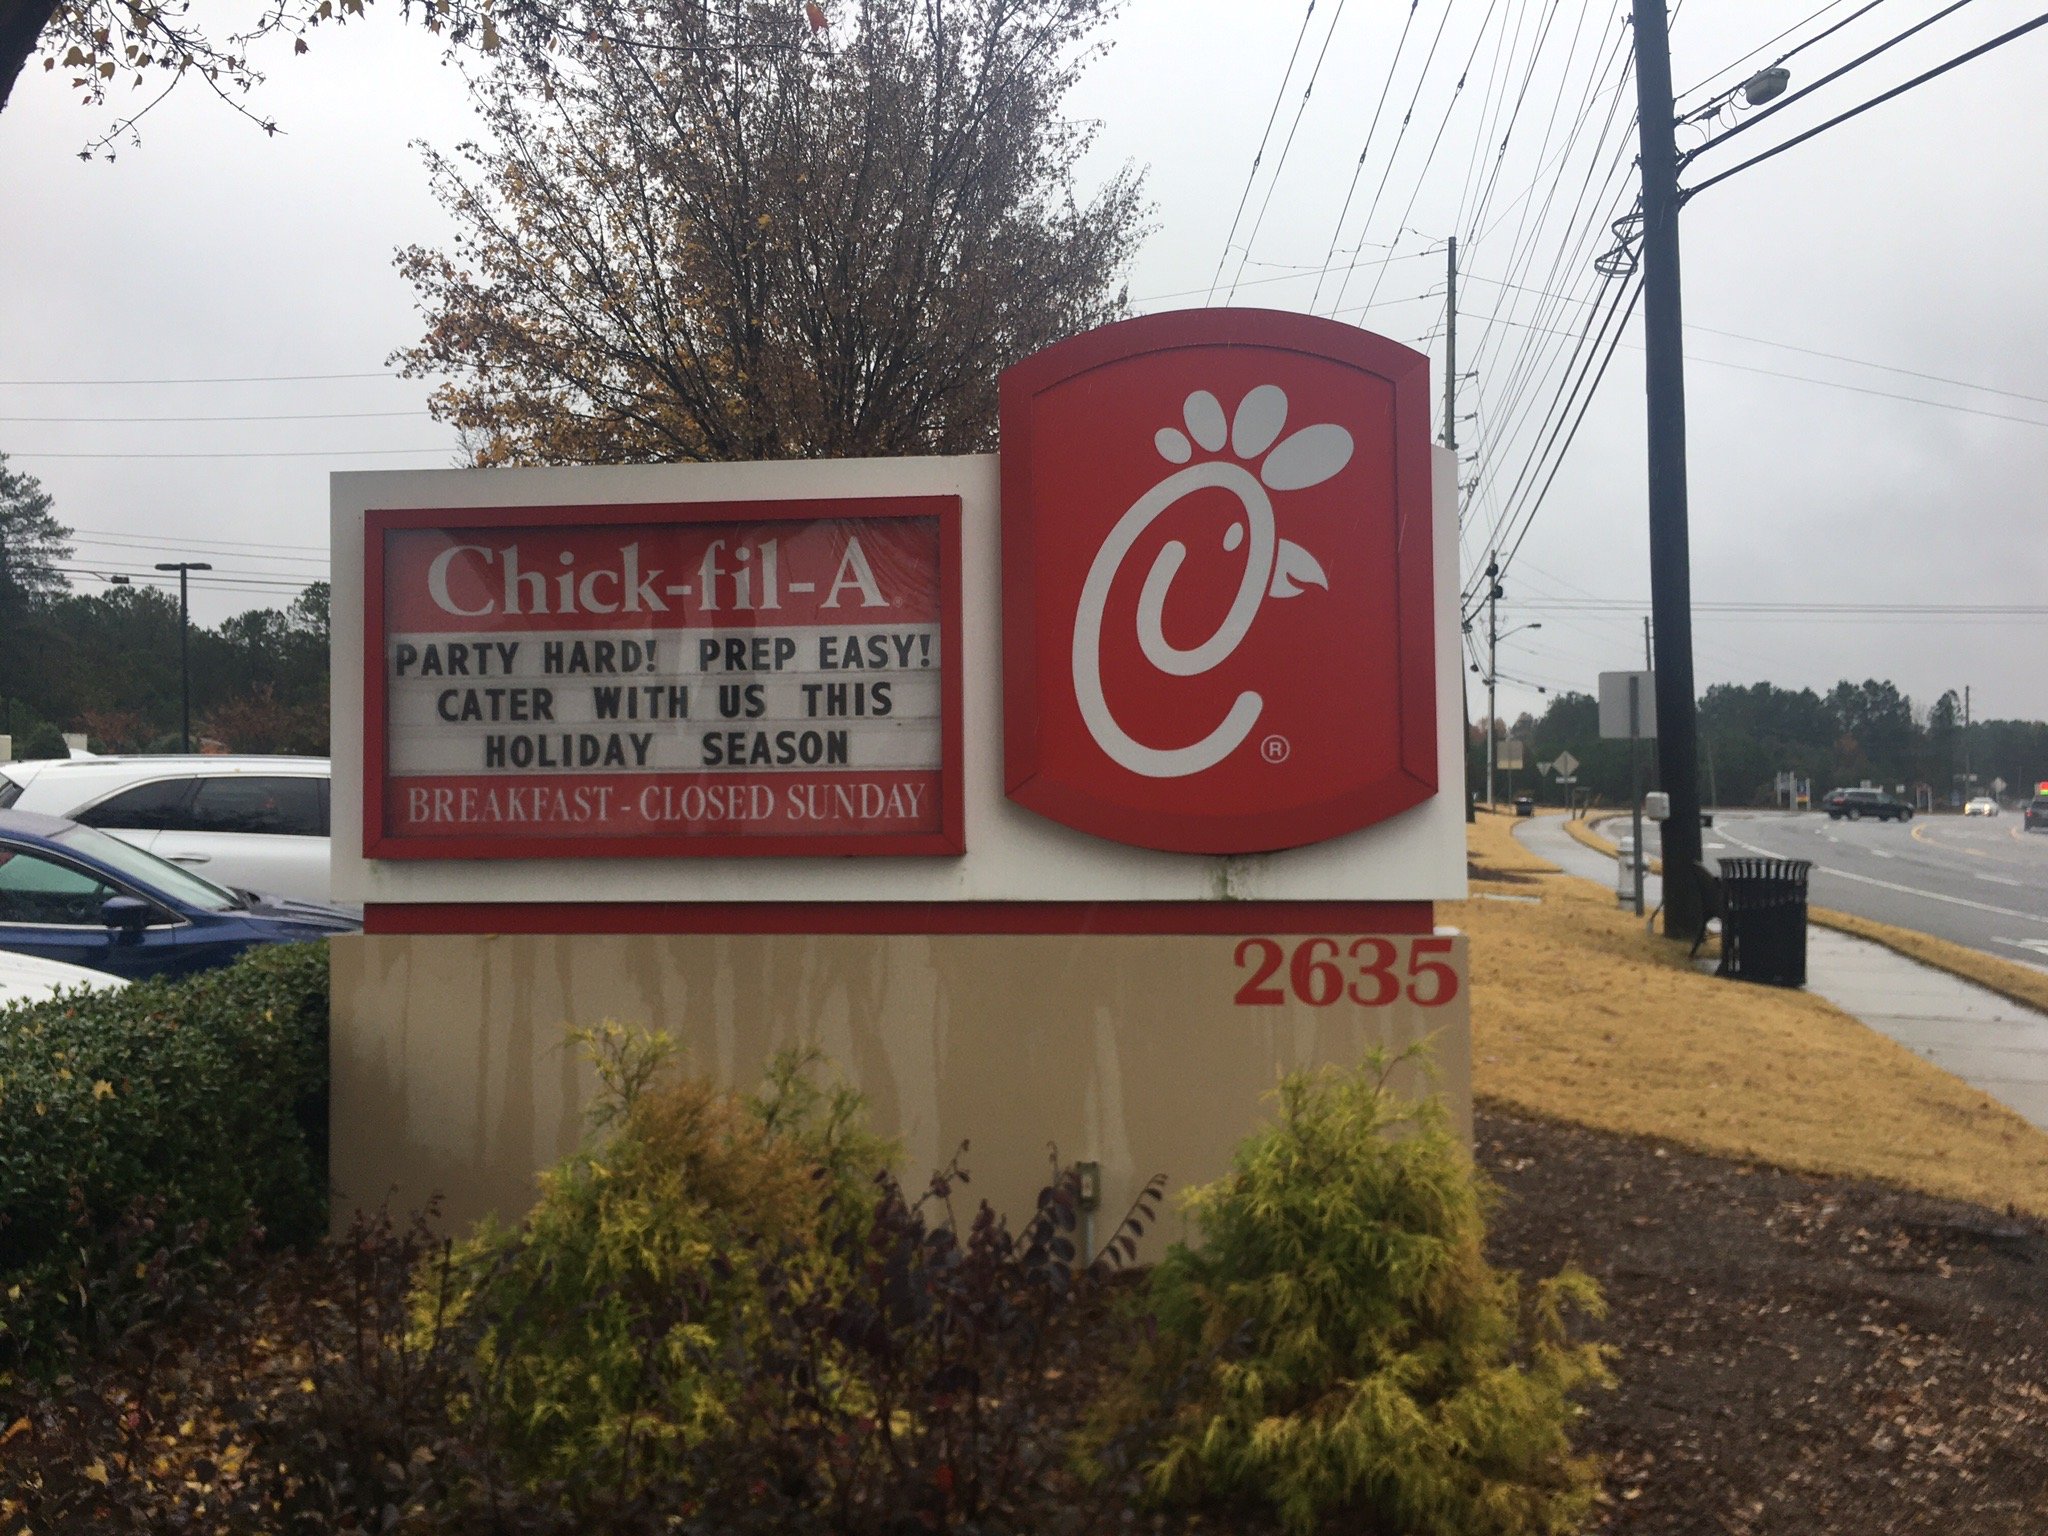 Chick-fil-A®
PARTY HARD! PREP EASY!
CATER WITH US THIS
HOLIDAY SEASON
BREAKFAST - CLOSED SUNDAY
®
2635